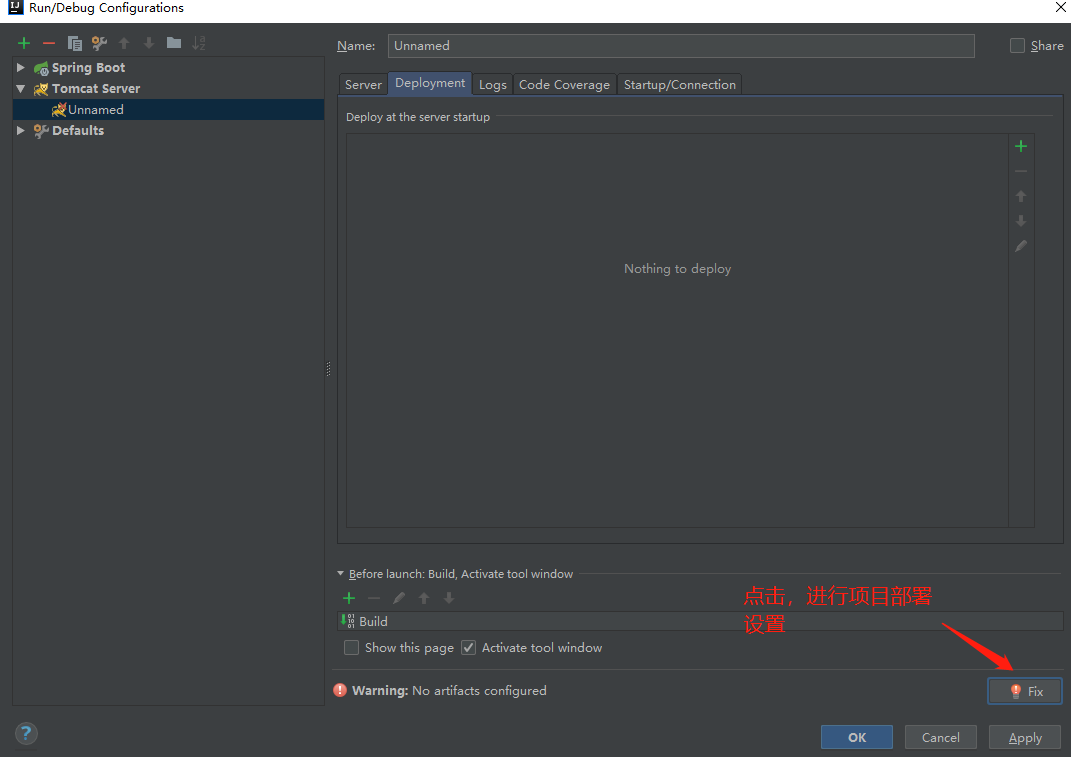 Run/Debug Configurations
Name: Unnamed
Share
Spring Boot
Tomcat Server
Unnamed
Defaults
Server
Deployment
Logs
Code Coverage
Startup/Connection
Deploy at the server startup
Nothing to deploy
Before launch: Build, Activate tool window
点击，进行项目部署
设置
Build
Show this page
Activate tool window
Warning: No artifacts configured
Fix
?
OK
Cancel
Apply